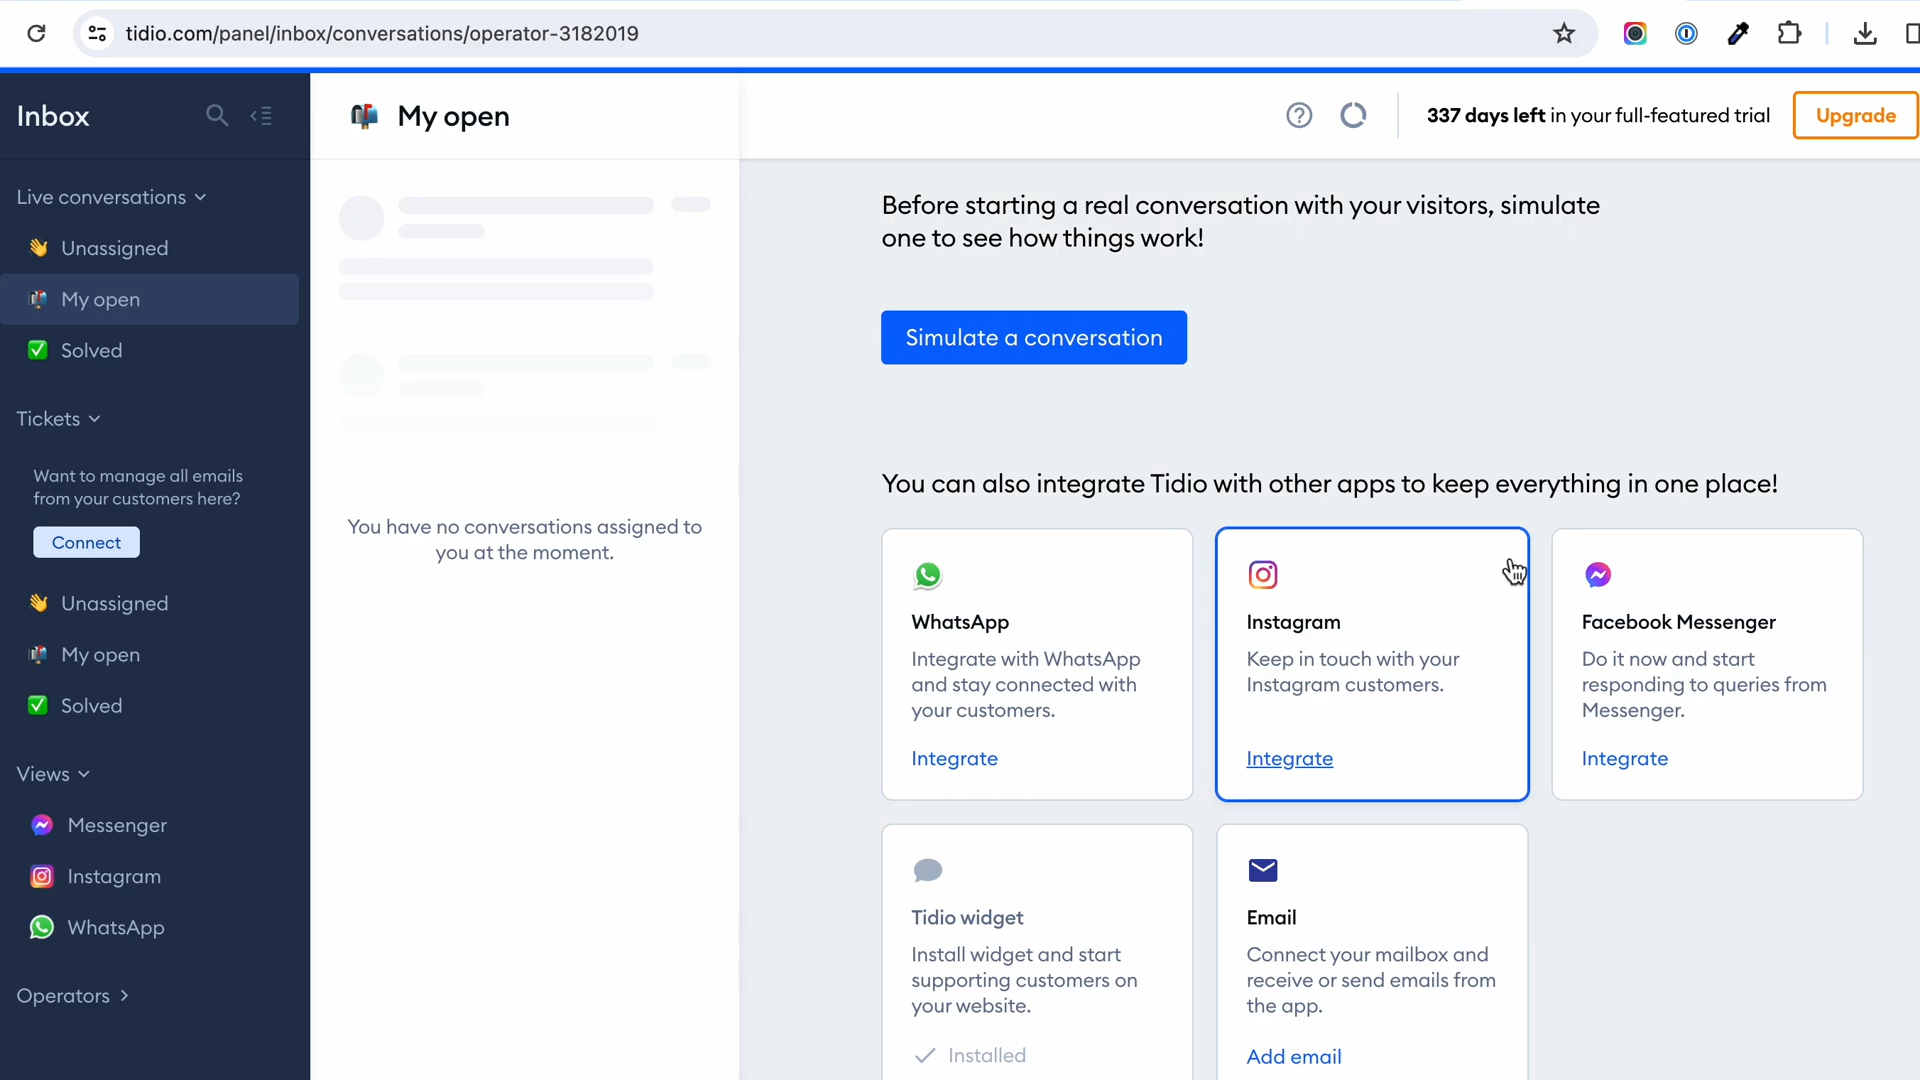 tidio.com/panel/inbox/conversations/operator-3182019
Inbox
My open
337 days left in your full-featured trial
Upgrade
Live conversations
Unassigned
My open
Solved
Tickets
Want to manage all emails
from your customers here?
Connect
Unassigned
My open
Solved
Views
Messenger
Instagram
WhatsApp
Operators
You have no conversations assigned to
you at the moment.
Before starting a real conversation with your visitors, simulate
one to see how things work!
Simulate a conversation
You can also integrate Tidio with other apps to keep everything in one place!
WhatsApp
Integrate with WhatsApp
and stay connected with
your customers.
Integrate
Instagram
Keep in touch with your
Instagram customers.
Integrate
Facebook Messenger
Do it now and start
responding to queries from
Messenger.
Integrate
Tidio widget
Install widget and start
supporting customers on
your website.
Installed
Email
Connect your mailbox and
receive or send emails from
the app.
Add email